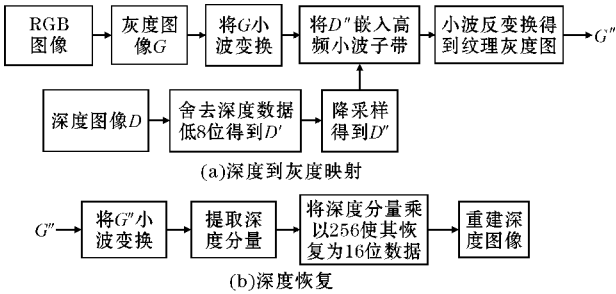 RGB
图像
灰度图
像G
将G小
波变换
将D″嵌入高
频小波子带
小波反变换得
到纹理灰度图
G″
深度图像D
舍去深度数据
低8位得到D′
降采样
得到D″
(a)深度到灰度映射
G″
将G″小
波变换
提取深
度分量
将深度分量乘
以256使其恢
复为16位数据
重建深
度图像
(b)深度恢复